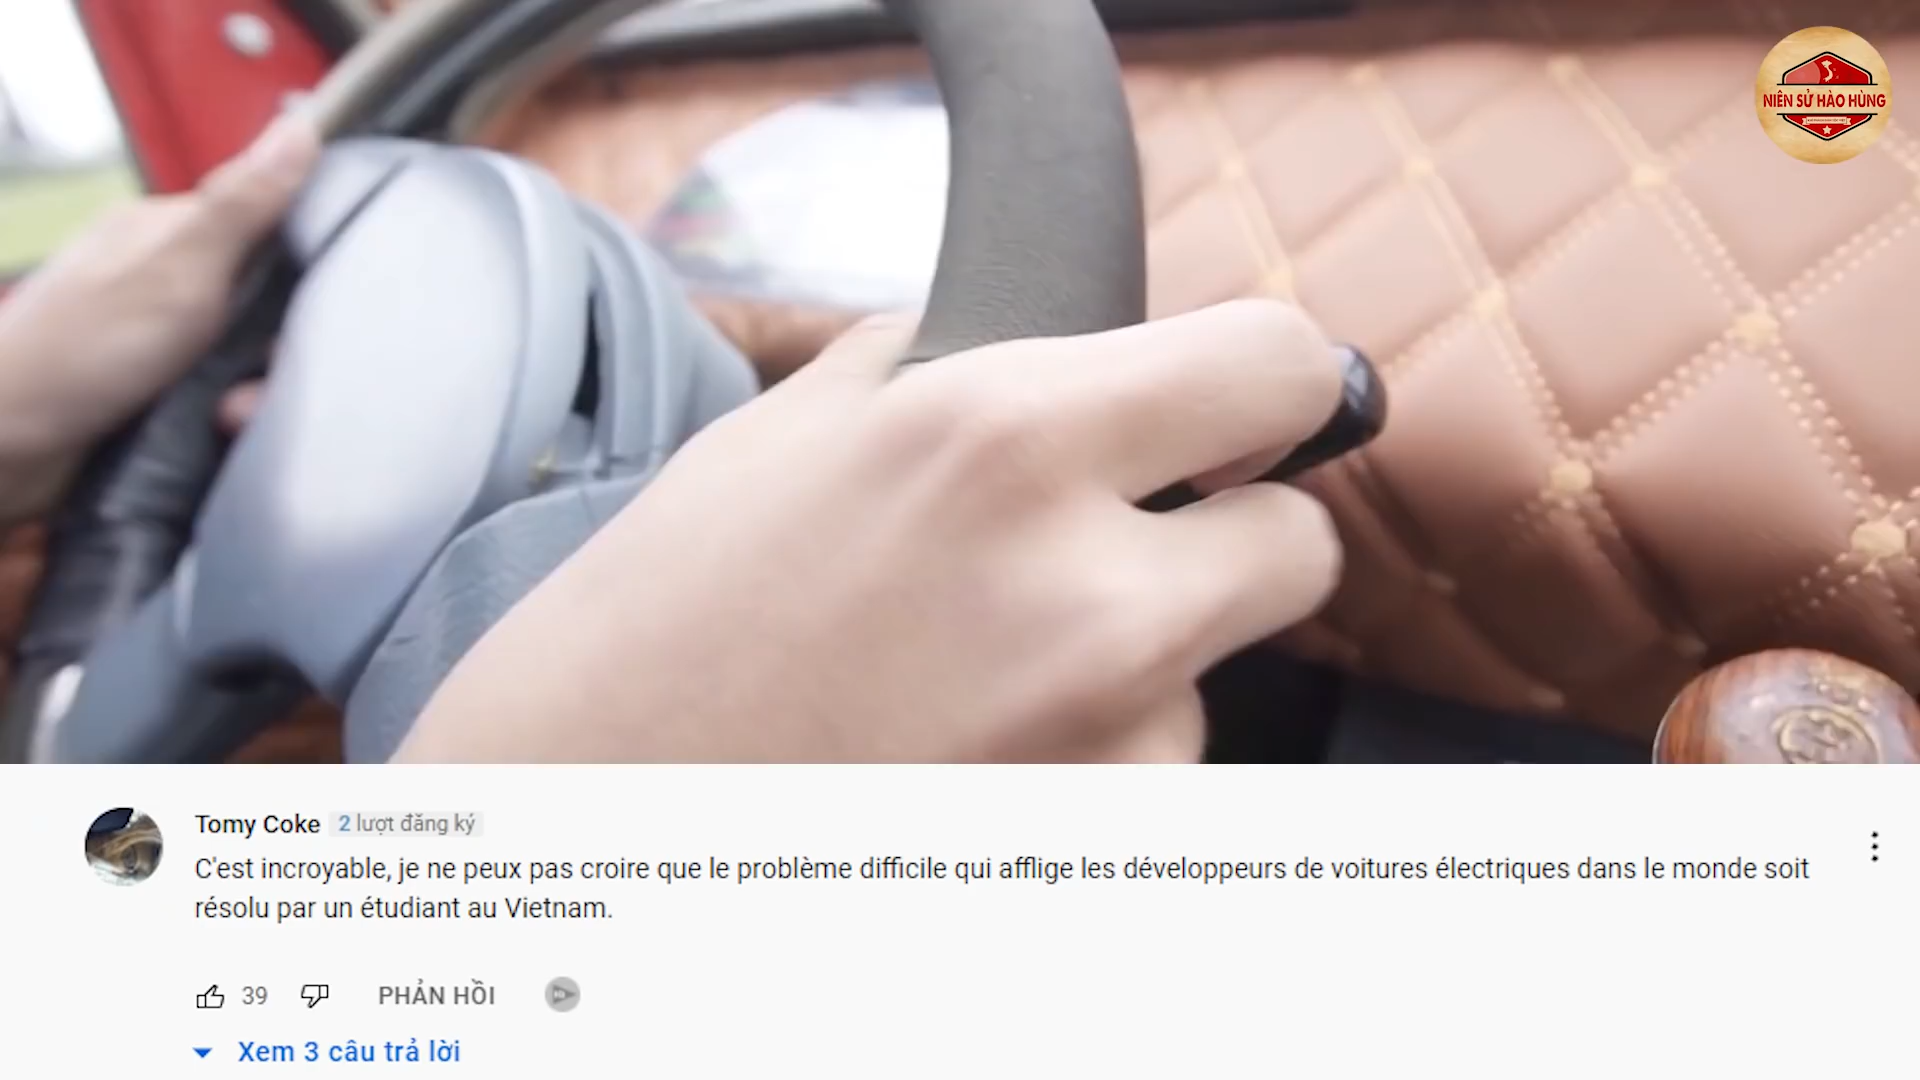 NIÊN SỬ HÀO HÙNG
Tomy Coke 2 lượt đăng ký
C'est incroyable, je ne peux pas croire que le problème difficile qui afflige les développeurs de voitures électriques dans le monde soit
résolu par un étudiant au Vietnam.
39 PHẢN HỒI
Xem 3 câu trả lời